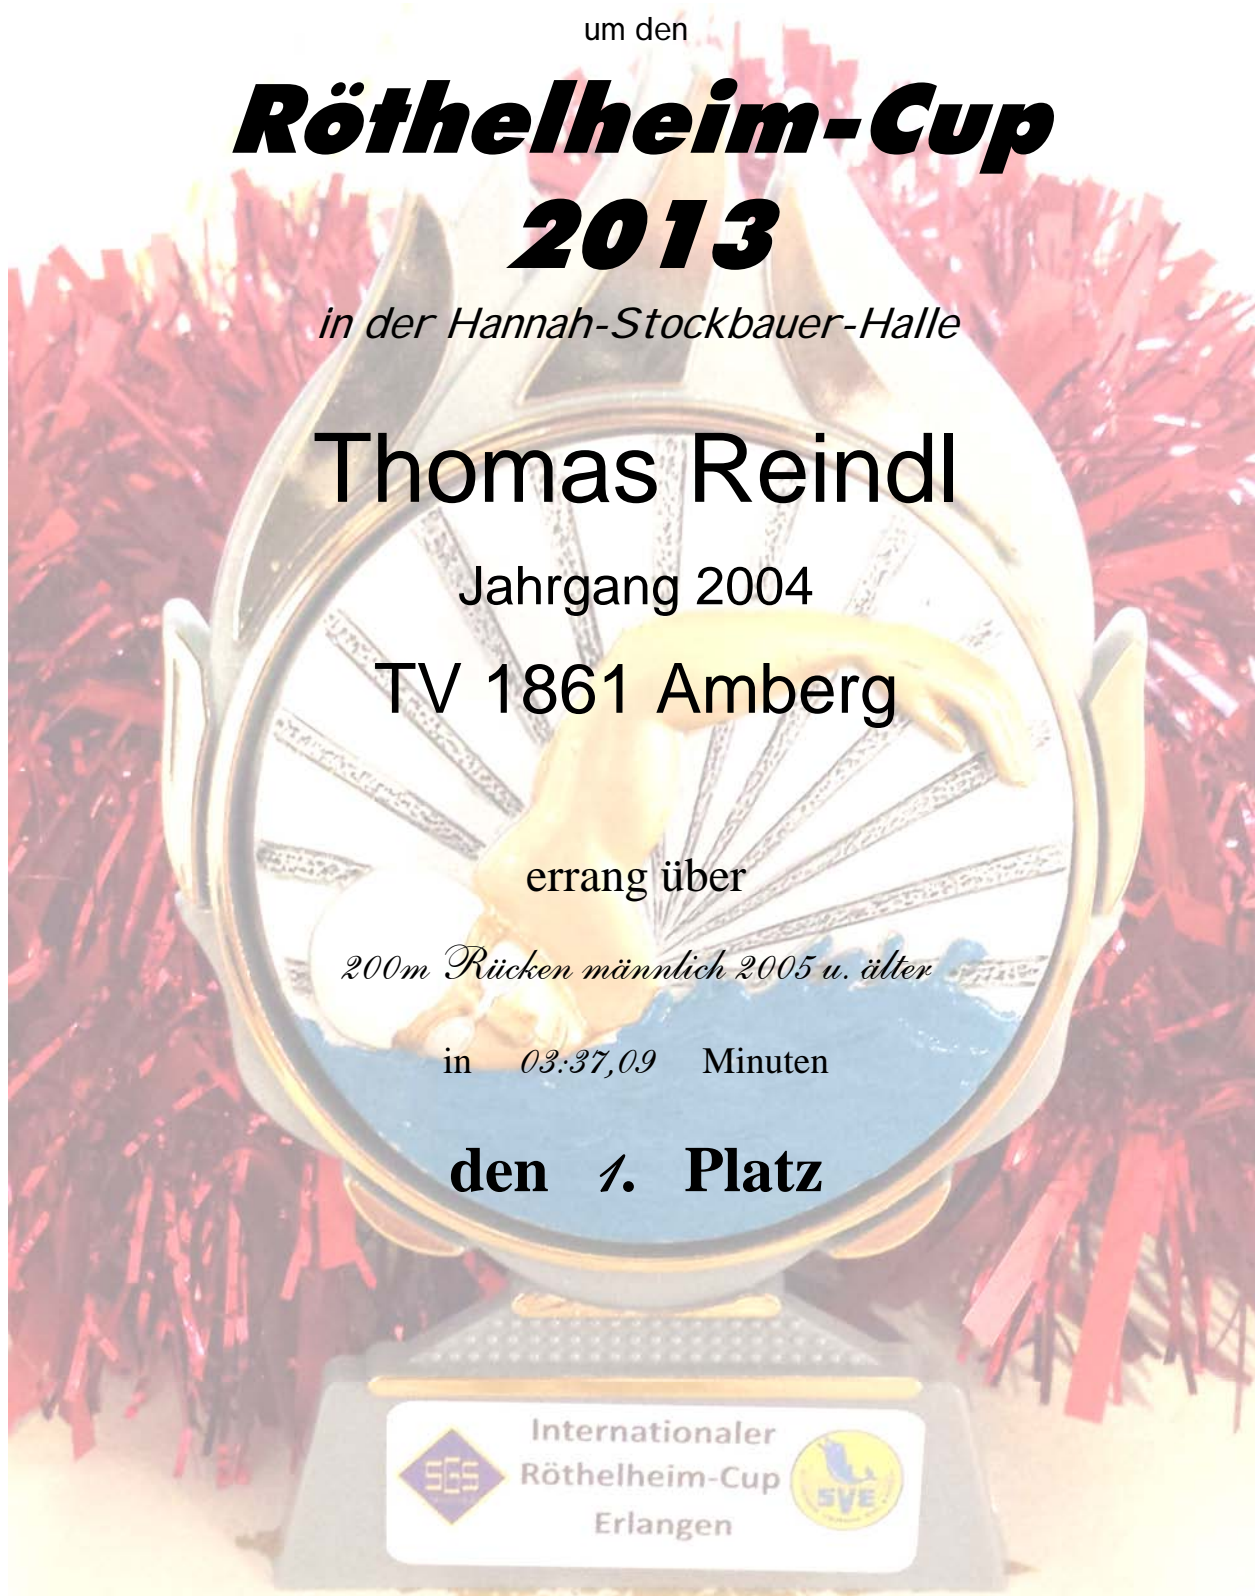 um den
Röthelheim-Cup
2013
in der Hannah-Stockbauer-Halle
Thomas Reindl
Jahrgang 2004
TV 1861 Amberg
errang über
200m Rücken männlich 2005 u. älter
in 03:37,09 Minuten
den 1. Platz
Internationaler
Röthelheim-Cup
Erlangen
SGS
SVE